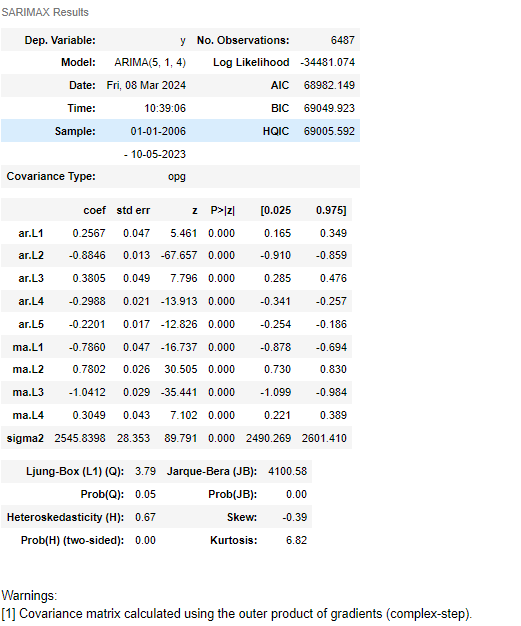 SARIMAX Results
Dep. Variable: y No. Observations: 6487
Model: ARIMA(5, 1, 4) Log Likelihood -34481.074
Date: Fri, 08 Mar 2024 AIC 68982.149
Time: 10:39:06 BIC 69049.923
Sample: 01-01-2006 HQIC 69005.592
- 10-05-2023
Covariance Type: opg
coef std err z P>|z| [0.025 0.975]
ar.L1 0.2567 0.047 5.461 0.000 0.165 0.349
ar.L2 -0.8846 0.013 -67.657 0.000 -0.910 -0.859
ar.L3 0.3805 0.049 7.796 0.000 0.285 0.476
ar.L4 -0.2988 0.021 -13.913 0.000 -0.341 -0.257
ar.L5 -0.2201 0.017 -12.826 0.000 -0.254 -0.186
ma.L1 -0.7860 0.047 -16.737 0.000 -0.878 -0.694
ma.L2 0.7802 0.026 30.505 0.000 0.730 0.830
ma.L3 -1.0412 0.029 -35.441 0.000 -1.099 -0.984
ma.L4 0.3049 0.043 7.102 0.000 0.221 0.389
sigma2 2545.8398 28.353 89.791 0.000 2490.269 2601.410
Ljung-Box (L1) (Q): 3.79 Jarque-Bera (JB): 4100.58
Prob(Q): 0.05 Prob(JB): 0.00
Heteroskedasticity (H): 0.67 Skew: -0.39
Prob(H) (two-sided): 0.00 Kurtosis: 6.82
Warnings:
[1] Covariance matrix calculated using the outer product of gradients (complex-step).